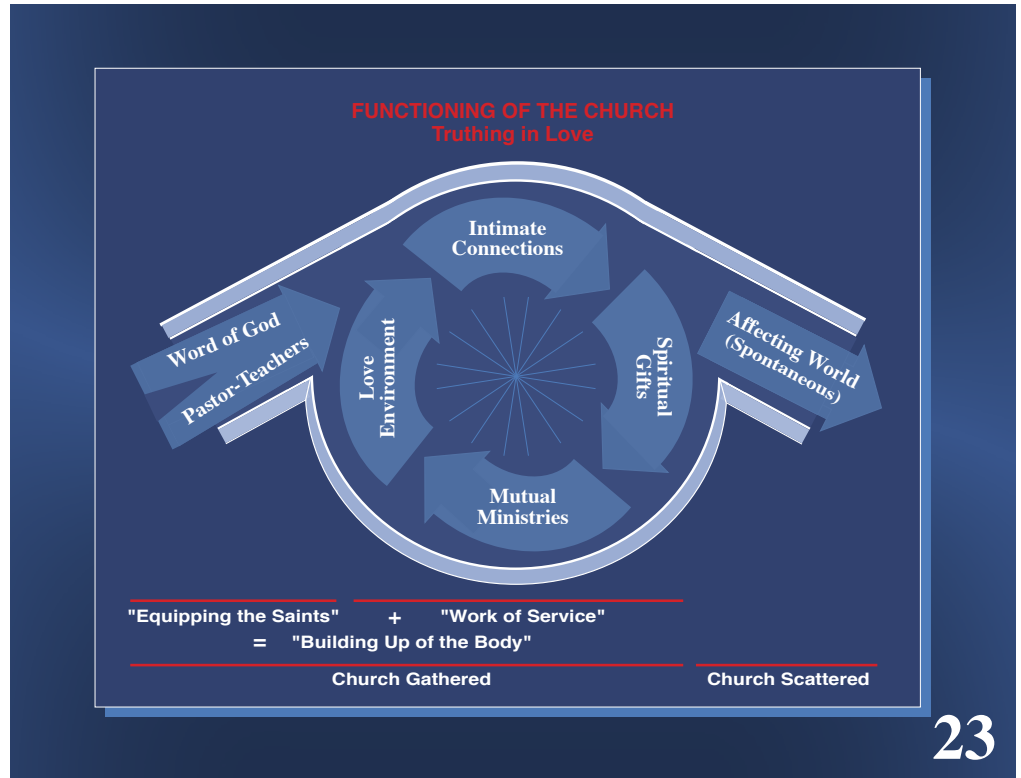 FUNCTIONING OF THE CHURCH
Truthing in Love
Intimate
Connections
Word of God
Pastor-Teachers
Love
Environment
Spiritual
Gifts
Affecting World
(Spontaneous)
Mutual
Ministries
"Equipping the Saints" + "Work of Service"
= "Building Up of the Body"
Church Gathered Church Scattered
23